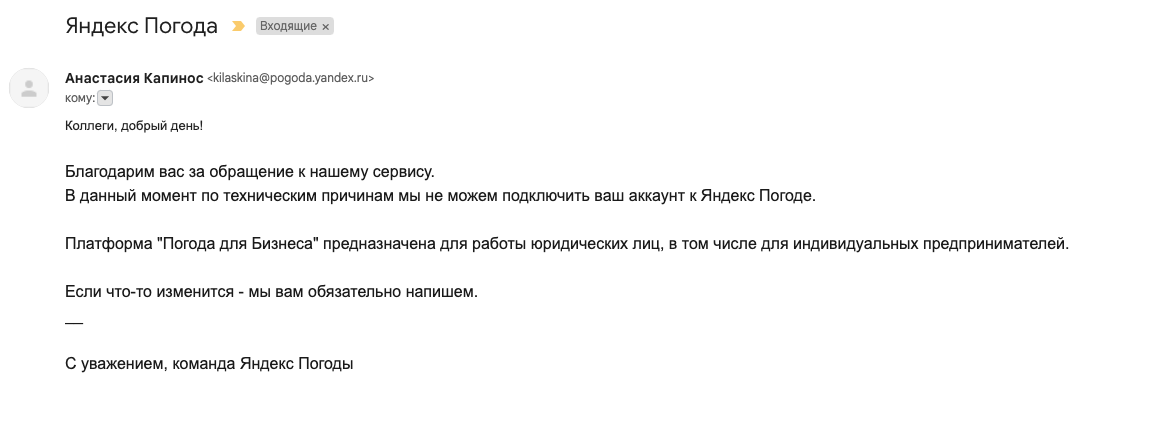 Яндекс Погода
Входящие ×
Анастасия Капинос <kilaskina@pogoda.yandex.ru>
кому:
Коллеги, добрый день!
Благодарим вас за обращение к нашему сервису.
В данный момент по техническим причинам мы не можем подключить ваш аккаунт к Яндекс Погоде.
Платформа "Погода для Бизнеса" предназначена для работы юридических лиц, в том числе для индивидуальных предпринимателей.
Если что-то изменится - мы вам обязательно напишем.
__
С уважением, команда Яндекс Погоды